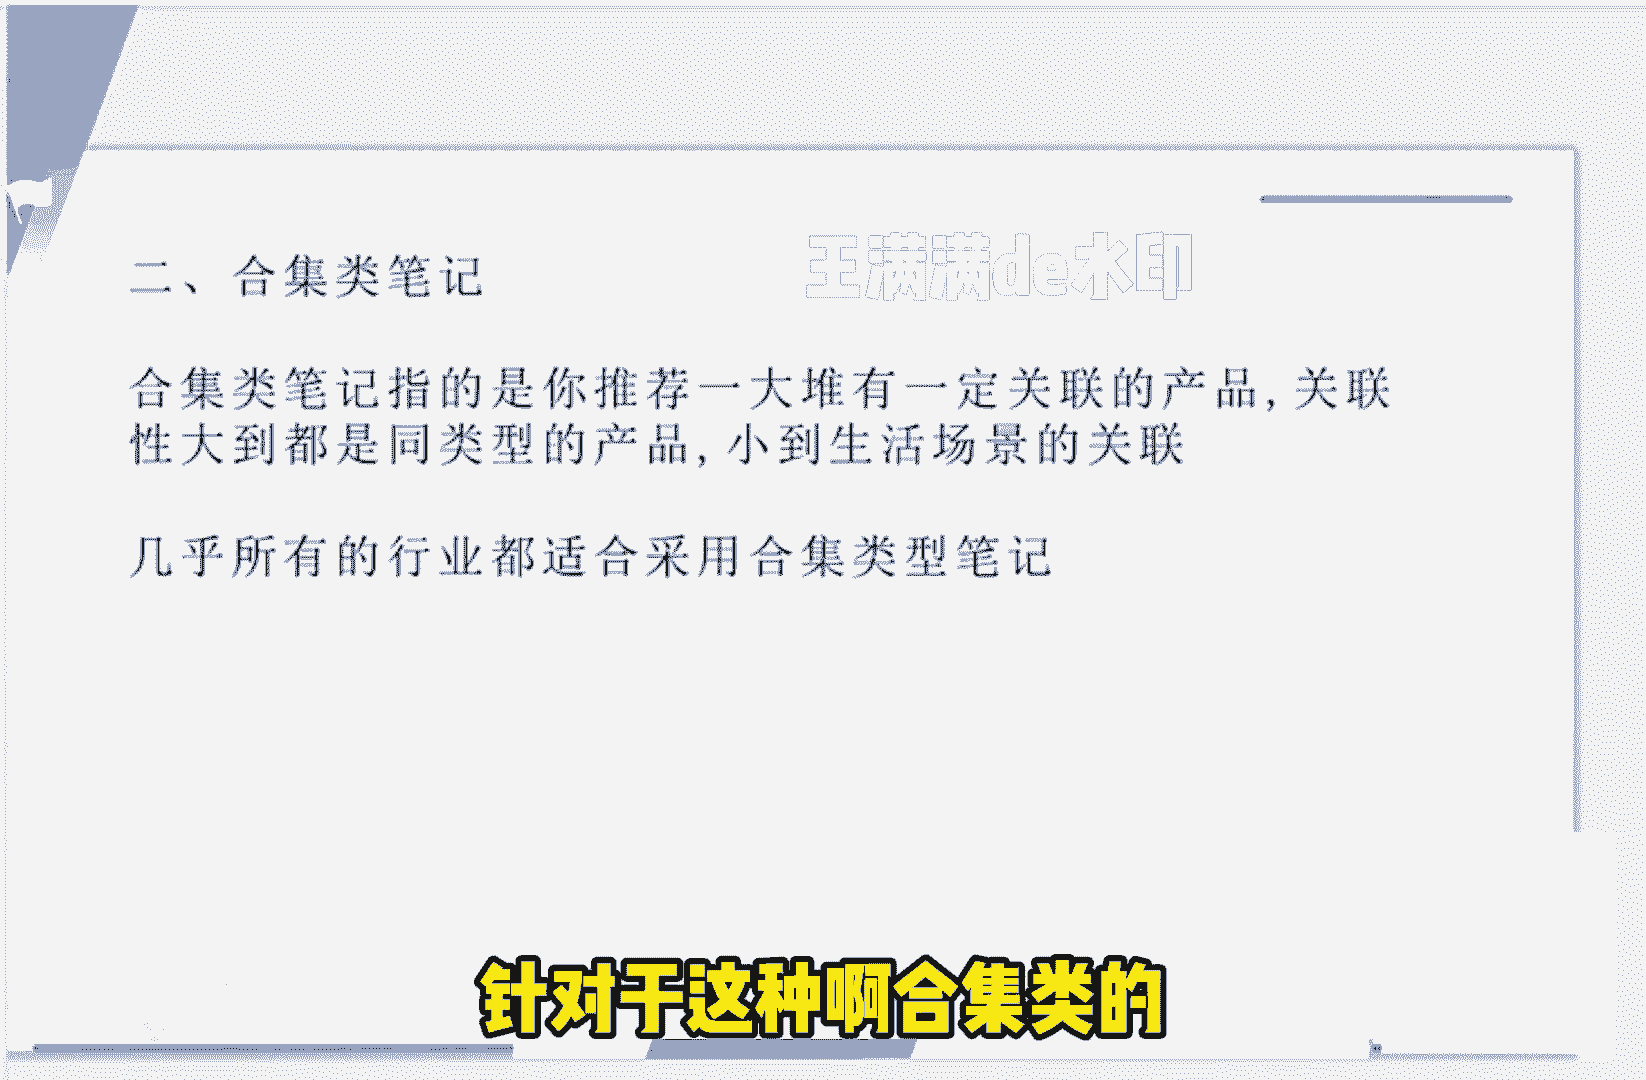 王满满de水印
二、合集类笔记
合集类笔记指的是你推荐一大堆有一定关联的产品,关联
性大到都是同类型的产品,小到生活场景的关联
几乎所有的行业都适合采用合集类型笔记
针对于这种啊合集类的